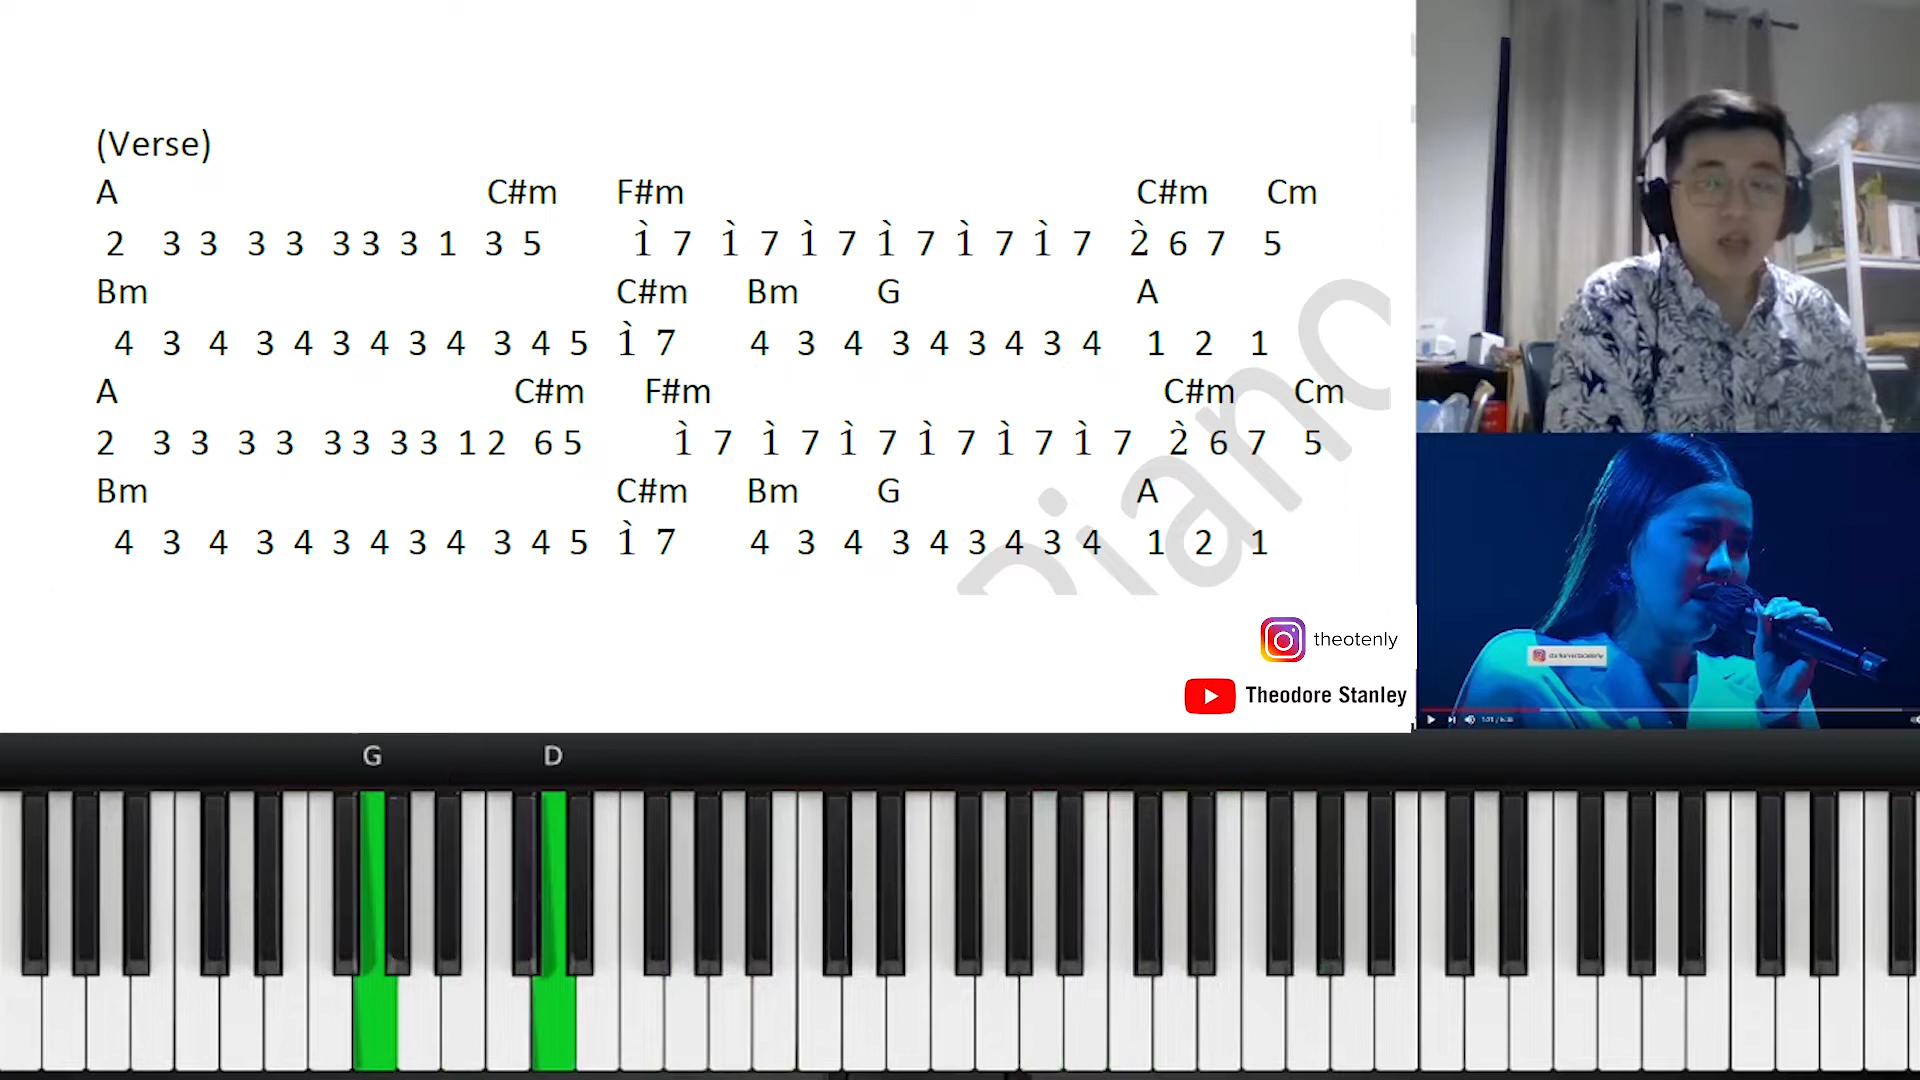 (Verse)
A C#m F#m C#m Cm
2 3 3 3 3 3 3 3 1 3 5 1̀ 7 1̀ 7 1̀ 7 1̀ 7 1̀ 7 1̀ 7 2̀ 6 7 5
Bm C#m Bm G A
4 3 4 3 4 3 4 3 4 3 4 5 1̀ 7 4 3 4 3 4 3 4 3 4 1 2 1
A C#m F#m C#m Cm
2 3 3 3 3 3 3 3 3 1 2 6 5 1̀ 7 1̀ 7 1̀ 7 1̀ 7 1̀ 7 1̀ 7 2̀ 6 7 5
Bm C#m Bm G A
4 3 4 3 4 3 4 3 4 3 4 5 1̀ 7 4 3 4 3 4 3 4 3 4 1 2 1
Piano
theotenly
Theodore Stanley
G D